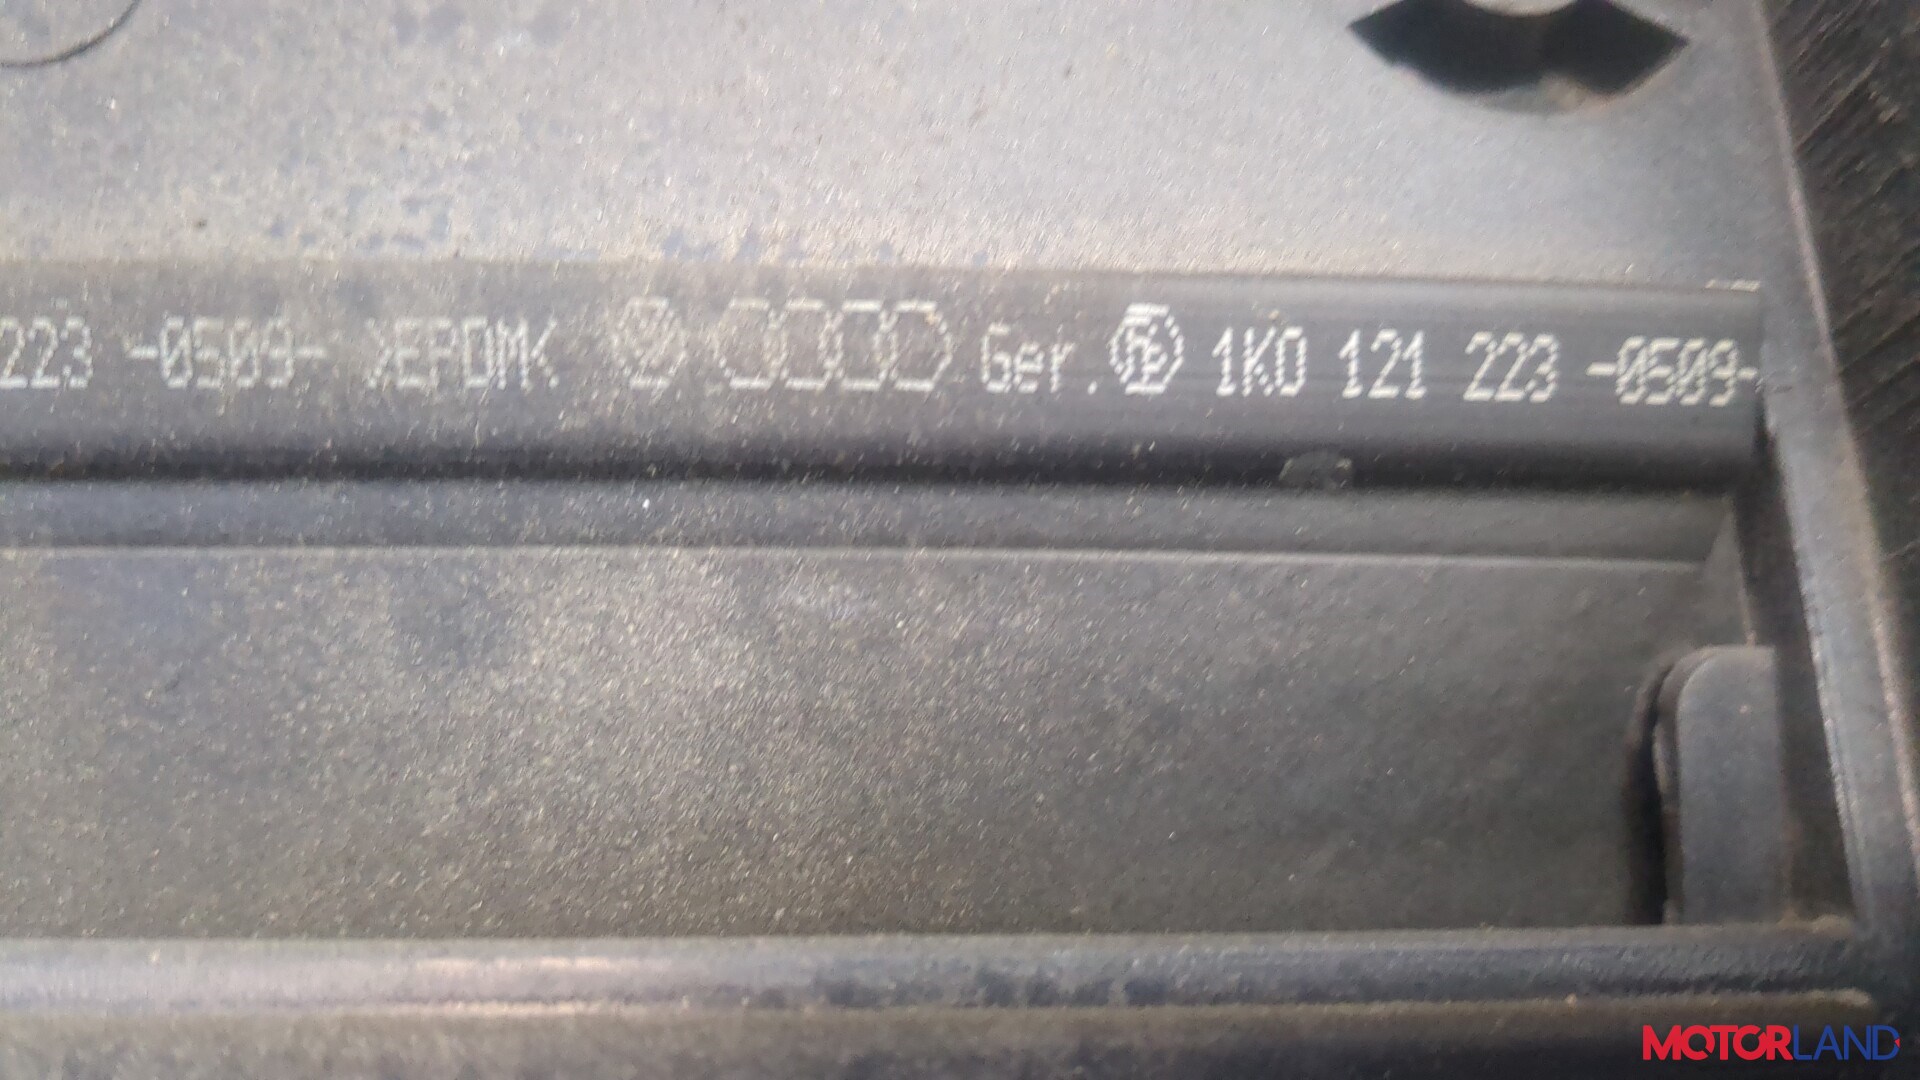 223 -0509- >EPDM< Ger. 1K0 121 223 -0509-
MOTORLAND